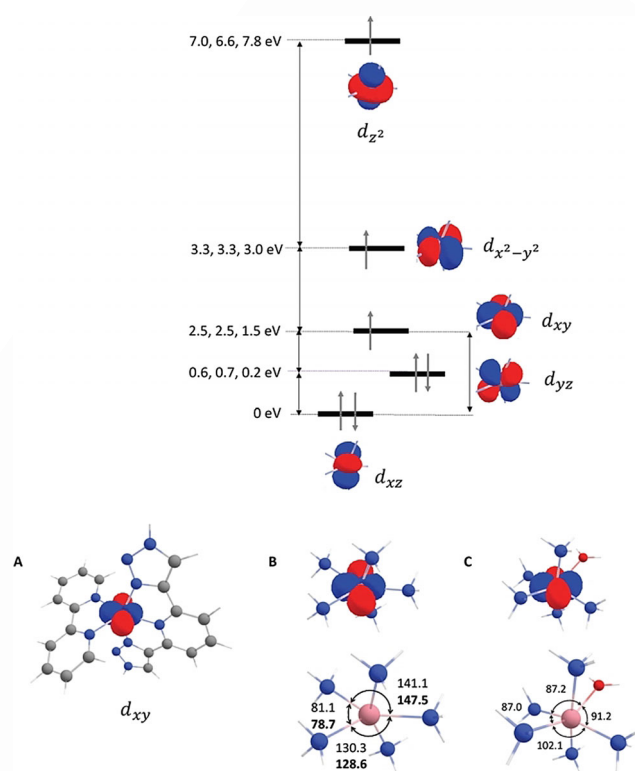 7.0, 6.6, 7.8 eV
d_{z^2}
3.3, 3.3, 3.0 eV
d_{x^2-y^2}
d_{xy}
2.5, 2.5, 1.5 eV
0.6, 0.7, 0.2 eV
d_{yz}
0 eV
d_{xz}
A
B
C
d_{xy}
81.1
78.7
141.1
147.5
130.3
128.6
87.0
87.2
91.2
102.1